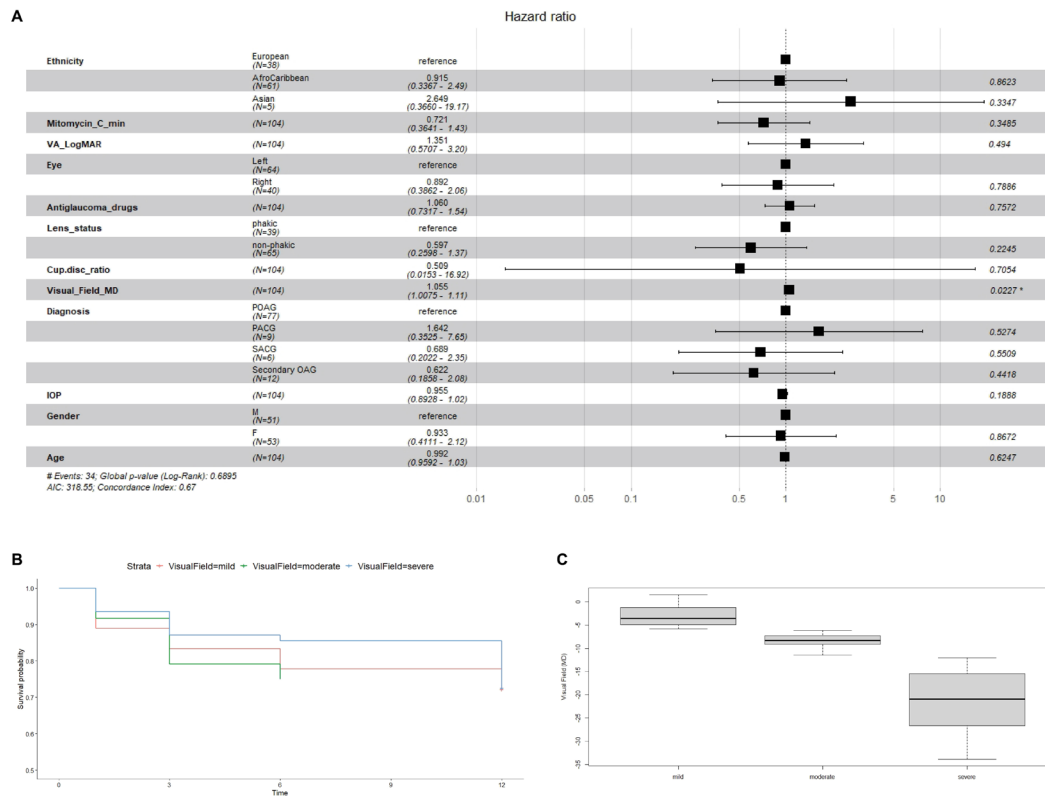 A
Hazard ratio
Ethnicity European (N=38) reference
AfroCaribbean (N=61) 0.915 (0.3367 - 2.49) 0.8623
Asian (N=5) 2.649 (0.3660 - 19.17) 0.3347
Mitomycin_C_min (N=104) 0.721 (0.3641 - 1.43) 0.3485
VA_LogMAR (N=104) 1.351 (0.5707 - 3.20) 0.494
Eye Left (N=64) reference
Right (N=40) 0.892 (0.3862 - 2.06) 0.7886
Antiglaucoma_drugs (N=104) 1.060 (0.7317 - 1.54) 0.7572
Lens_status phakic (N=39) reference
non-phakic (N=65) 0.597 (0.2598 - 1.37) 0.2245
Cup.disc_ratio (N=104) 0.509 (0.0153 - 16.92) 0.7054
Visual_Field_MD (N=104) 1.055 (1.0075 - 1.11) 0.0227 *
Diagnosis POAG (N=77) reference
PACG (N=9) 1.642 (0.3525 - 7.65) 0.5274
SACG (N=6) 0.689 (0.2022 - 2.35) 0.5509
Secondary OAG (N=12) 0.622 (0.1858 - 2.08) 0.4418
IOP (N=104) 0.955 (0.8928 - 1.02) 0.1888
Gender M (N=51) reference
F (N=53) 0.933 (0.4111 - 2.12) 0.8672
Age (N=104) 0.992 (0.9592 - 1.03) 0.6247
# Events: 34; Global p-value (Log-Rank): 0.6895
AIC: 318.55; Concordance Index: 0.67
0.01 0.05 0.1 0.5 1 5 10
B
Strata VisualField=mild VisualField=moderate VisualField=severe
Survival probability
1.0
0.9
0.8
0.7
0.6
0.5
0 3 6 9 12
Time
C
Visual Field (MD)
0
-5
-10
-15
-20
-25
-30
-35
mild moderate severe